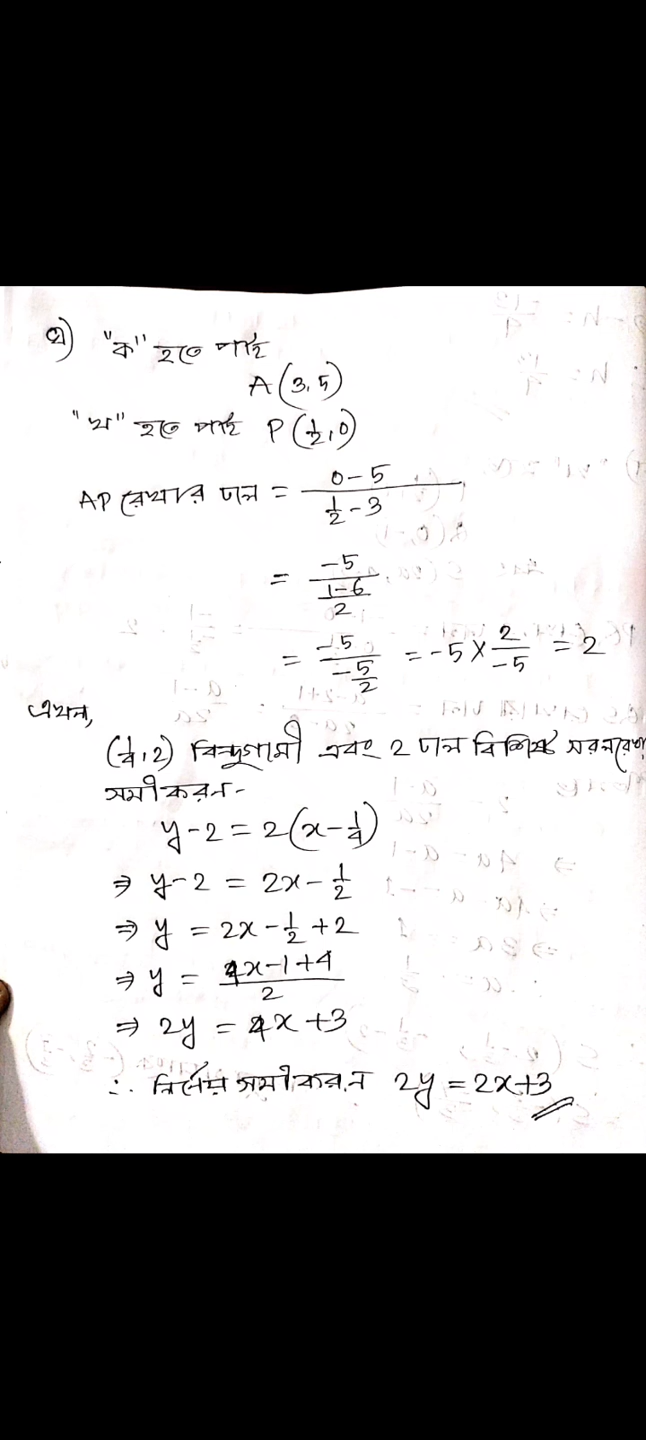 ঘ) "ক" হতে পাই
A(3,5)
"খ" হতে পাই P(1/2,0)
AP রেখার ঢাল = (0-5)/(1/2-3)
= -5/((1-6)/2)
= -5/(-5/2) = -5×2/-5 = 2
এখন,
(1/4,2) বিন্দুগামী এবং 2 ঢাল বিশিষ্ট সরলরেখার
সমীকরণ-
y-2=2(x-1/4)
⇒ y-2 = 2x-1/2
⇒ y = 2x-1/2+2
⇒ y = (4x-1+4)/2
⇒ 2y = 4x+3
∴ নির্ণেয় সমীকরন 2y=2x+3